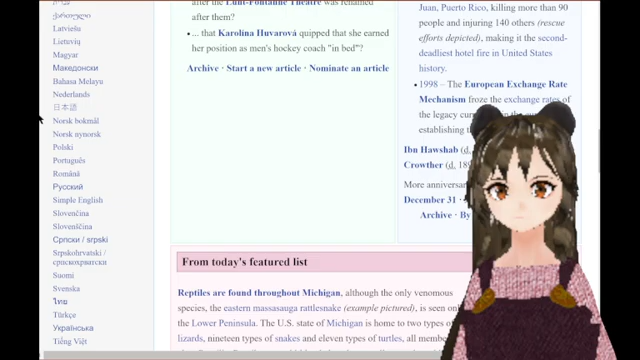 ქართული
Latviešu
Lietuvių
Magyar
Македонски
Bahasa Melayu
Nederlands
日本語
Norsk bokmål
Norsk nynorsk
Polski
Português
Română
Русский
Simple English
Slovenčina
Slovenščina
Српски / srpski
Srpskohrvatski /
српскохрватски
Suomi
Svenska
ไทย
Türkçe
Українська
Tiếng Việt
after the Lunt-Fontanne Theatre was renamed
after them?
• ... that Karolína Huvarová quipped that she earned
her position as men's hockey coach "in bed"?
Archive · Start a new article · Nominate an article
Juan, Puerto Rico, killing more than 90
people and injuring 140 others (rescue
efforts depicted), making it the second-
deadliest hotel fire in United States
history.
• 1998 – The European Exchange Rate
Mechanism froze the exchange rates of
the legacy in the
establishing
Ibn Hawshab (d.
Crowther (d. 189
More anniversar
December 31 ·
Archive · By
From today's featured list
Reptiles are found throughout Michigan, although the only venomous
species, the eastern massasauga rattlesnake (example pictured), is seen only
the Lower Peninsula. The U.S. state of Michigan is home to two types of
lizards, nineteen types of snakes and eleven types of turtles, all membe